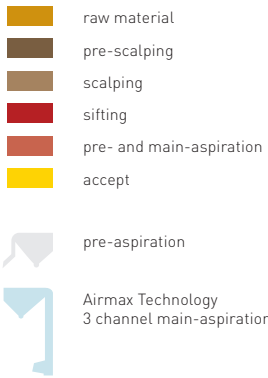 raw material
pre-scalping
scalping
sifting
pre- and main-aspiration
accept
pre-aspiration
Airmax Technology
3 channel main-aspiration